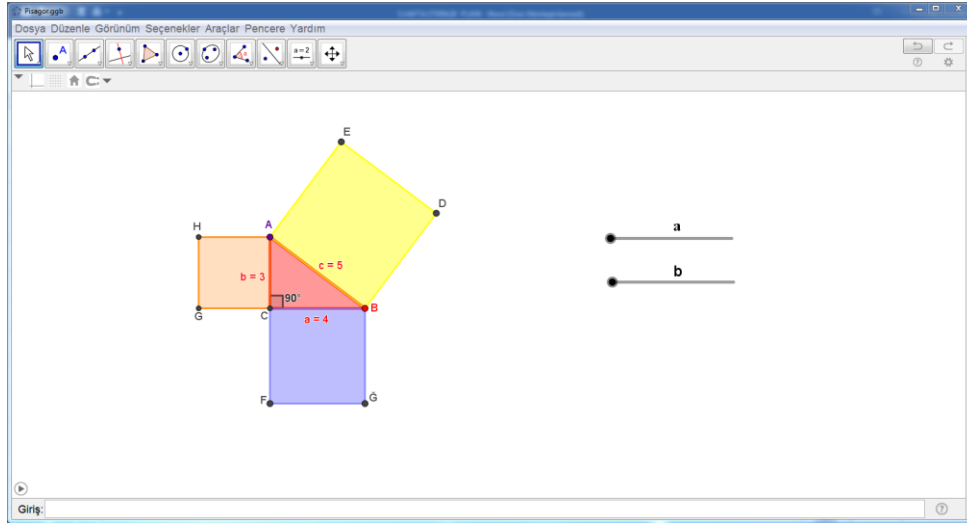 Pisagor.ggb
Dosya Düzenle Görünüm Seçenekler Araçlar Pencere Yardım
A
a=2
E
D
H
A
a
b = 3
c = 5
b
90°
G
C
B
a = 4
F
Ğ
Giriş: